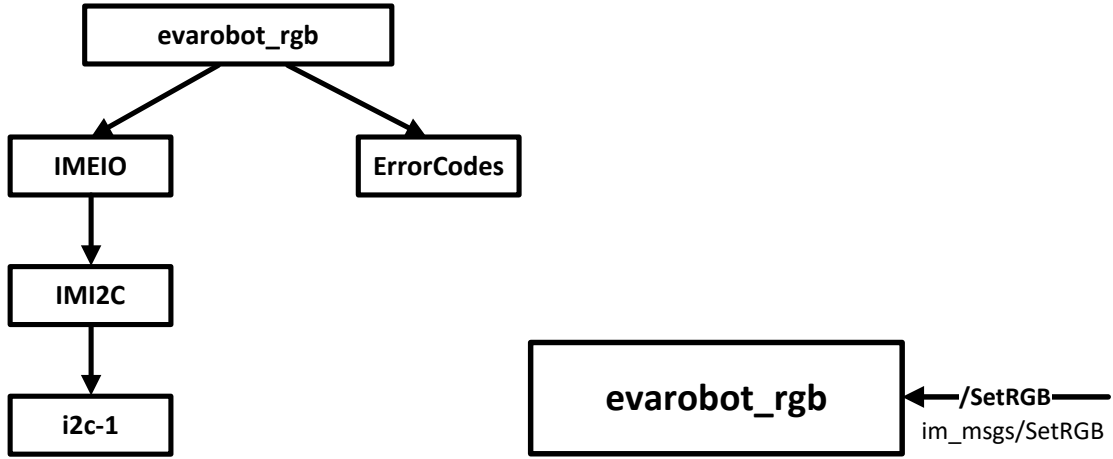 evarobot_rgb
IMEIO
ErrorCodes
IMI2C
i2c-1
evarobot_rgb
/SetRGB
im_msgs/SetRGB